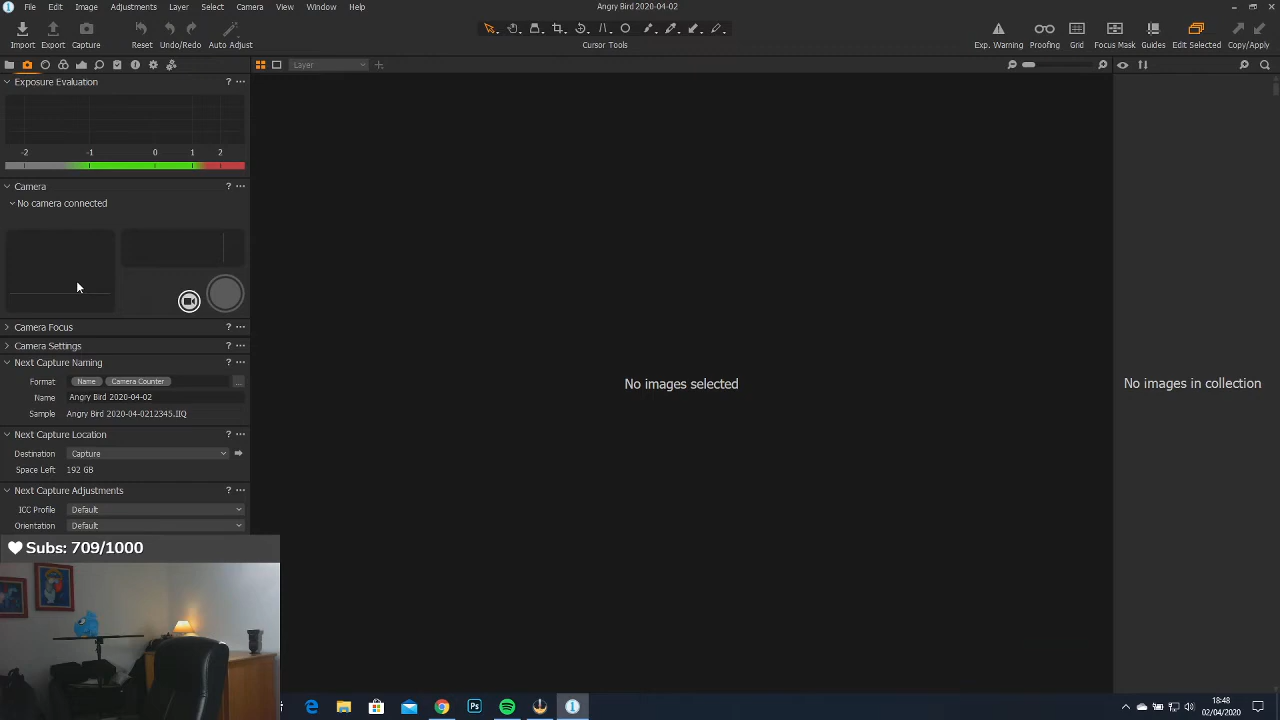 File Edit Image Adjustments Layer Select Camera View Window Help
Angry Bird 2020-04-02
Import Export Capture Reset Undo/Redo Auto Adjust
Cursor Tools
Exp. Warning Proofing Grid Focus Mask Guides Edit Selected Copy/Apply
Layer
Exposure Evaluation ? ...
-2 -1 0 1 2
Camera ? ...
No camera connected
Camera Focus ? ...
Camera Settings ? ...
Next Capture Naming ? ...
Format Name Camera Counter ...
Name Angry Bird 2020-04-02
Sample Angry Bird 2020-04-0212345.IIQ
Next Capture Location ? ...
Destination Capture
Space Left 192 GB
Next Capture Adjustments ? ...
ICC Profile Default
Orientation Default
Subs: 709/1000
No images selected
No images in collection
Ps
18:48
02/04/2020